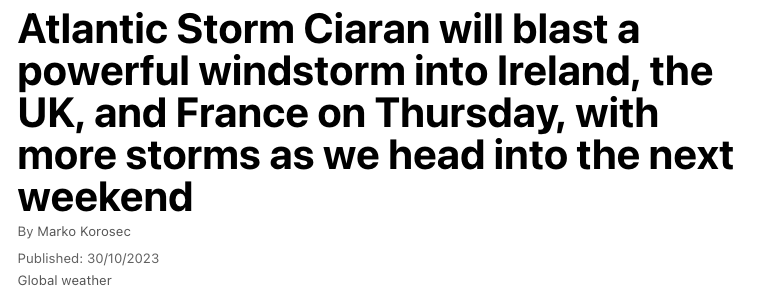 Atlantic Storm Ciaran will blast a
powerful windstorm into Ireland, the
UK, and France on Thursday, with
more storms as we head into the next
weekend
By Marko Korosec
Published: 30/10/2023
Global weather